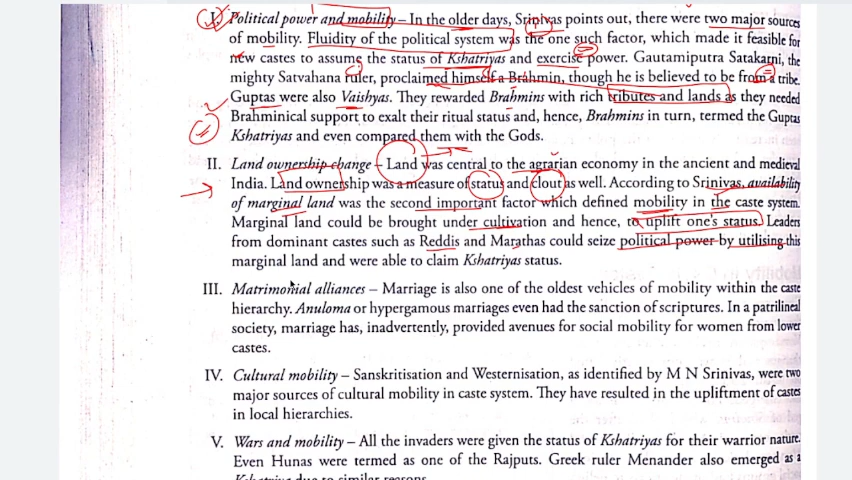 I. Political power and mobility – In the older days, Srinivas points out, there were two major sources
of mobility. Fluidity of the political system was the one such factor, which made it feasible for
new castes to assume the status of Kshatriyas and exercise power. Gautamiputra Satakarni, the
mighty Satvahana ruler, proclaimed himself a Brahmin, though he is believed to be from a tribe.
Guptas were also Vaishyas. They rewarded Brahmins with rich tributes and lands as they needed
Brahminical support to exalt their ritual status and, hence, Brahmins in turn, termed the Guptas
Kshatriyas and even compared them with the Gods.
II. Land ownership change – Land was central to the agrarian economy in the ancient and medieval
India. Land ownership was a measure of status and clout as well. According to Srinivas, availability
of marginal land was the second important factor which defined mobility in the caste system.
Marginal land could be brought under cultivation and hence, to uplift one's status. Leaders
from dominant castes such as Reddis and Marathas could seize political power by utilising this
marginal land and were able to claim Kshatriyas status.
III. Matrimonial alliances – Marriage is also one of the oldest vehicles of mobility within the caste
hierarchy. Anuloma or hypergamous marriages even had the sanction of scriptures. In a patrilineal
society, marriage has, inadvertently, provided avenues for social mobility for women from lower
castes.
IV. Cultural mobility – Sanskritisation and Westernisation, as identified by M N Srinivas, were two
major sources of cultural mobility in caste system. They have resulted in the upliftment of castes
in local hierarchies.
V. Wars and mobility – All the invaders were given the status of Kshatriyas for their warrior nature.
Even Hunas were termed as one of the Rajputs. Greek ruler Menander also emerged as a
Kshatriya due to similar reasons.